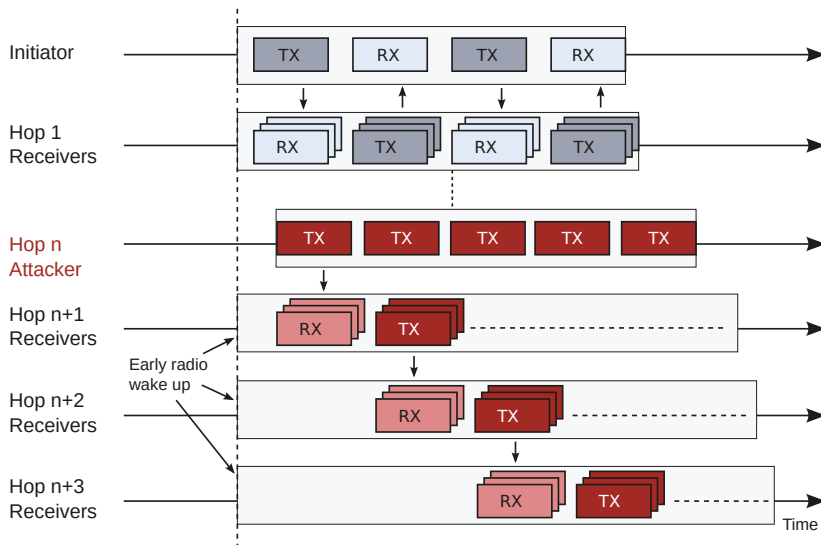 Initiator
TX RX TX RX
Hop 1
Receivers
RX TX RX TX
Hop n
Attacker
TX TX TX TX TX
Hop n+1
Receivers
RX TX
Early radio
wake up
Hop n+2
Receivers
RX TX
Hop n+3
Receivers
RX TX
Time